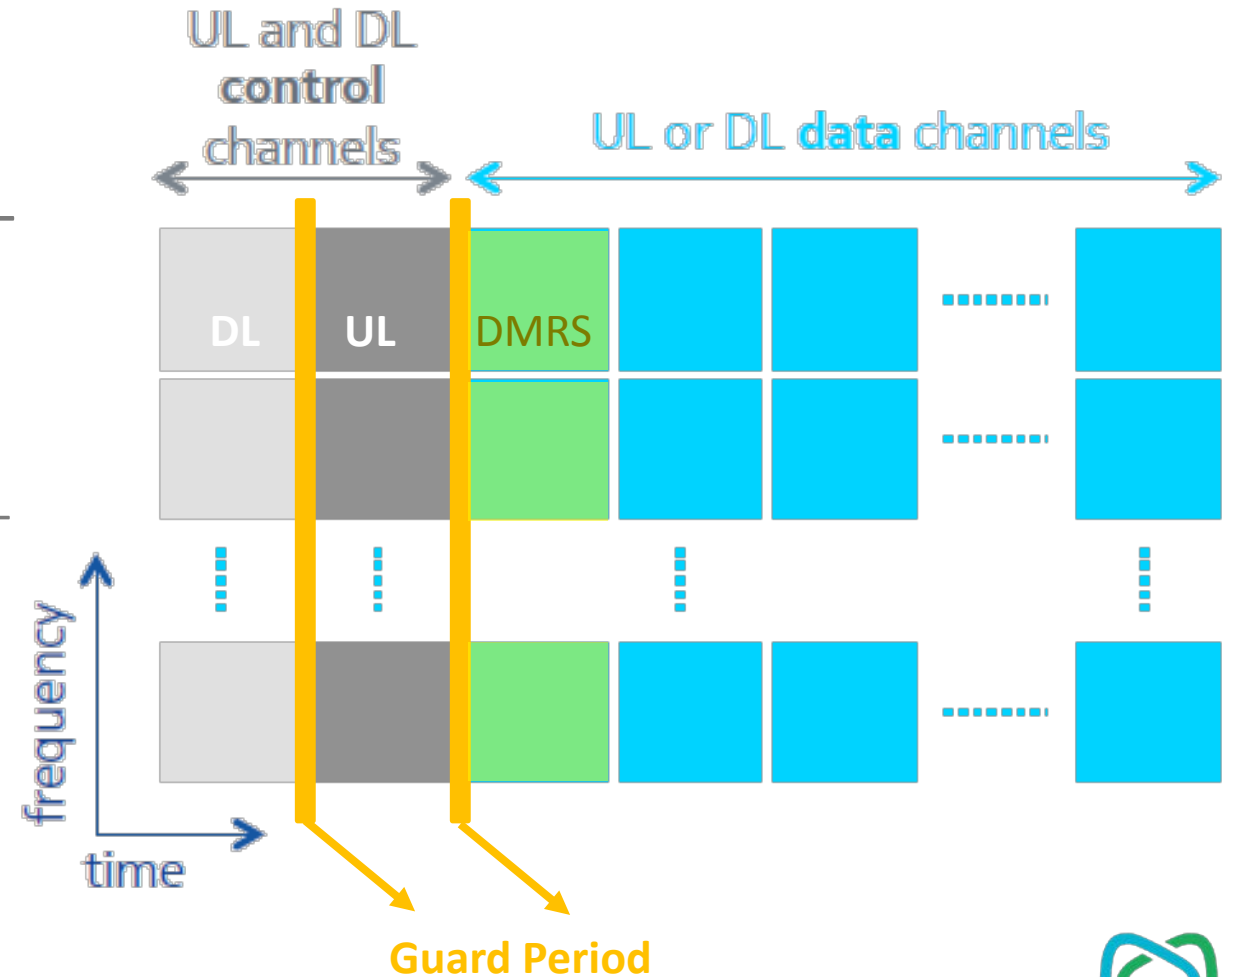 UL and DL
control
channels
UL or DL data channels
DL
UL
DMRS
frequency
time
Guard Period